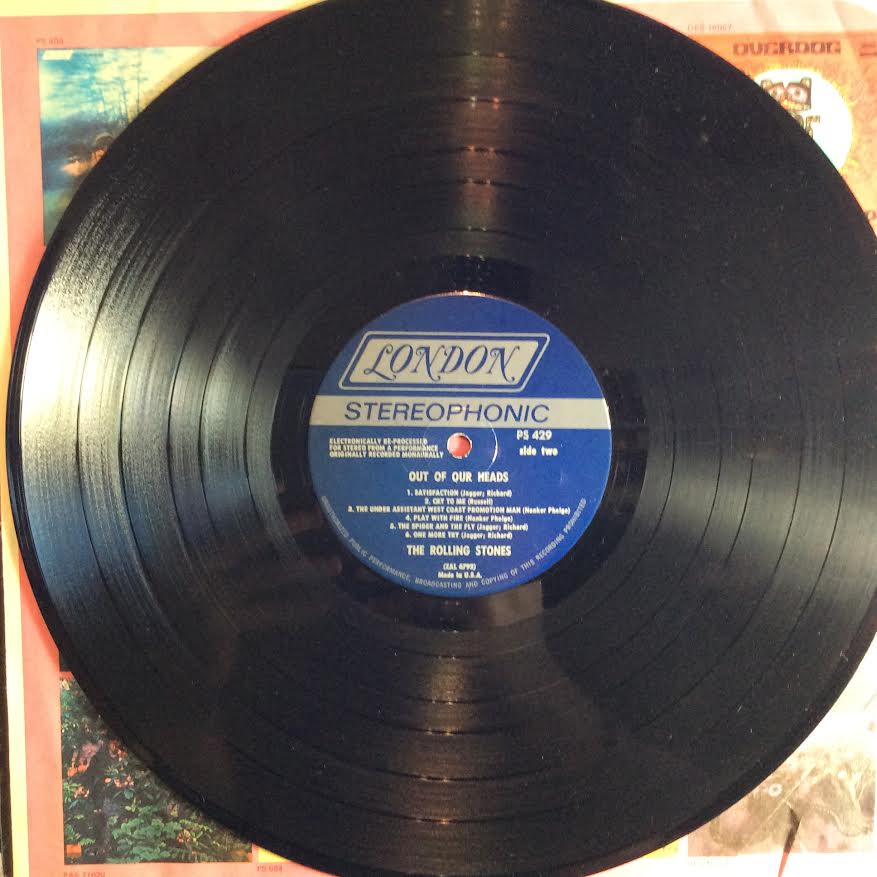 OVERDOG
LONDON
STEREOPHONIC
ELECTRONICALLY RE-PROCESSED
FOR STEREO FROM A PERFORMANCE
ORIGINALLY RECORDED MONAURALLY
PS 429
side two
OUT OF OUR HEADS
1. SATISFACTION (Jagger; Richard)
2. CRY TO ME (Russell)
3. THE UNDER ASSISTANT WEST COAST PROMOTION MAN (Nanker Phelge)
4. PLAY WITH FIRE (Nanker Phelge)
5. THE SPIDER AND THE FLY (Jagger; Richard)
6. ONE MORE TRY (Jagger; Richard)
THE ROLLING STONES
(ZAL 6792)
Made in U.S.A.
UNAUTHORIZED PUBLIC PERFORMANCE, BROADCASTING AND COPYING OF THIS RECORDING PROHIBITED